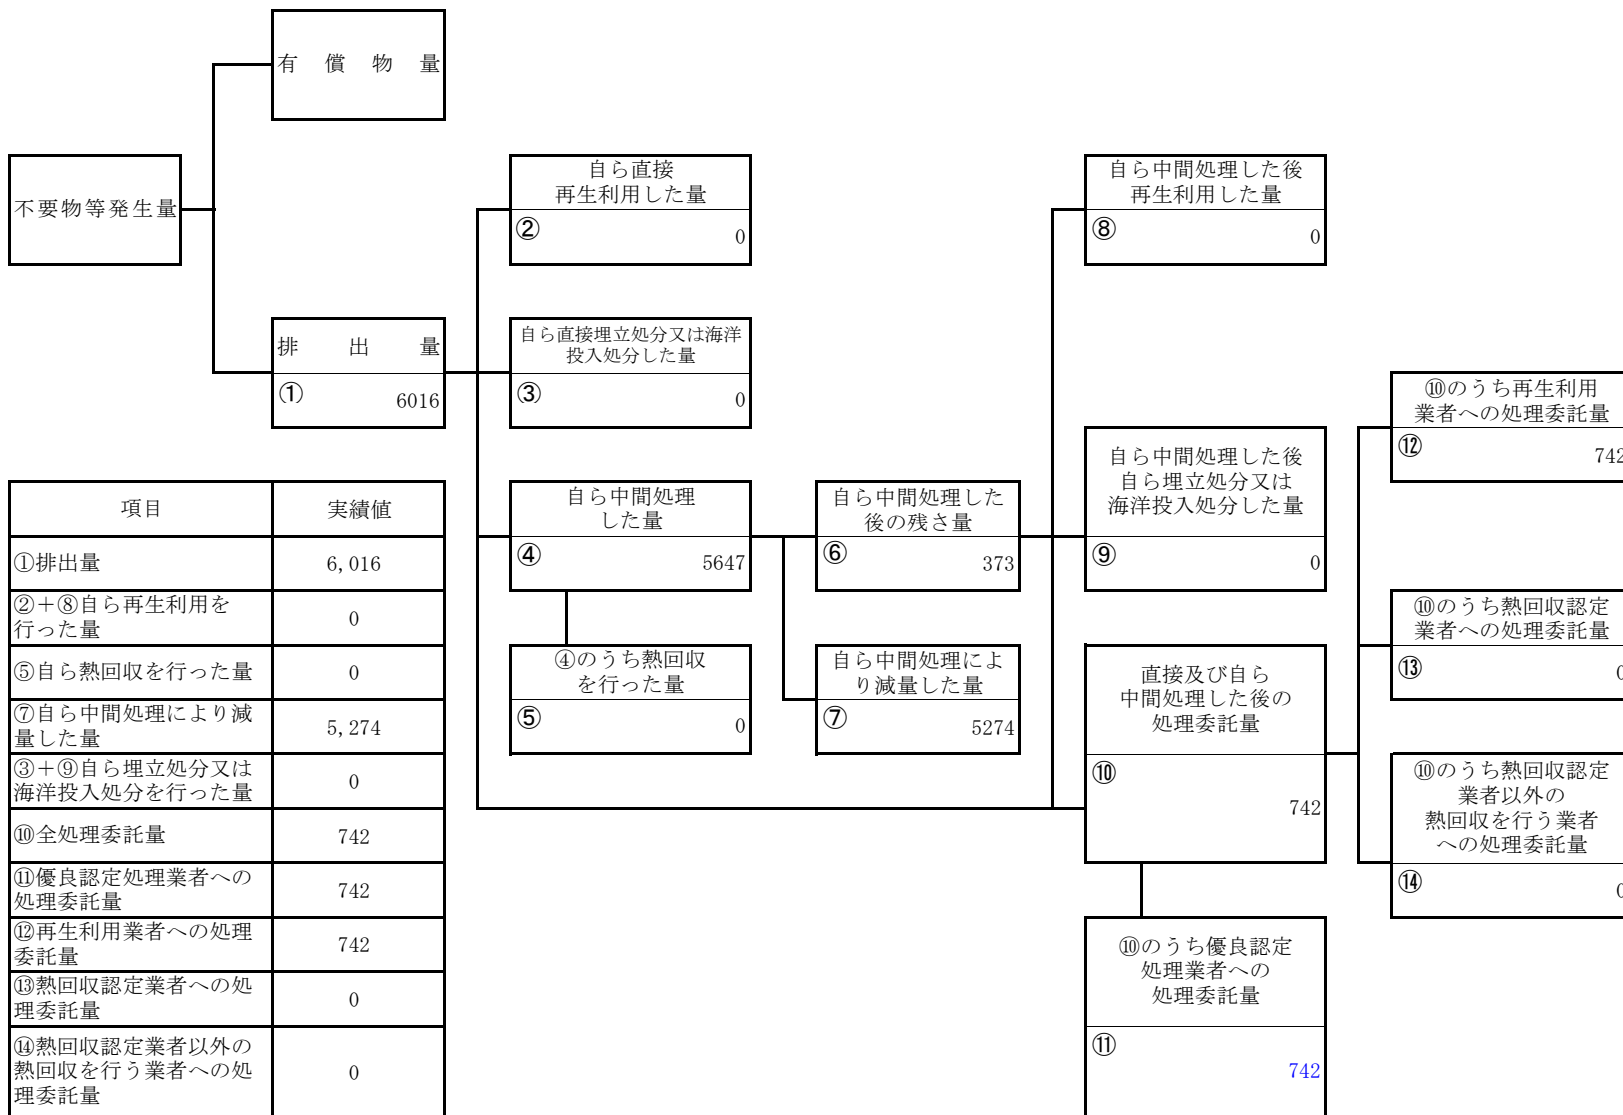 有償物量
不要物等発生量
排出量
① 6016
自ら直接
再生利用した量
② 0
自ら直接埋立処分又は海洋
投入処分した量
③ 0
自ら中間処理
した量
④ 5647
④のうち熱回収
を行った量
⑤ 0
自ら中間処理した
後の残さ量
⑥ 373
自ら中間処理によ
り減量した量
⑦ 5274
自ら中間処理した後
再生利用した量
⑧ 0
自ら中間処理した後
自ら埋立処分又は
海洋投入処分した量
⑨ 0
直接及び自ら
中間処理した後の
処理委託量
⑩
742
⑩のうち優良認定
処理業者への
処理委託量
⑪
742
⑩のうち再生利用
業者への処理委託量
⑫ 742
⑩のうち熱回収認定
業者への処理委託量
⑬ 0
⑩のうち熱回収認定
業者以外の
熱回収を行う業者
への処理委託量
⑭ 0
項目 実績値
①排出量 6,016
②+⑧自ら再生利用を
行った量 0
⑤自ら熱回収を行った量 0
⑦自ら中間処理により減
量した量 5,274
③+⑨自ら埋立処分又は
海洋投入処分を行った量 0
⑩全処理委託量 742
⑪優良認定処理業者への
処理委託量 742
⑫再生利用業者への処理
委託量 742
⑬熱回収認定業者への処
理委託量 0
⑭熱回収認定業者以外の
熱回収を行う業者への処 0
理委託量